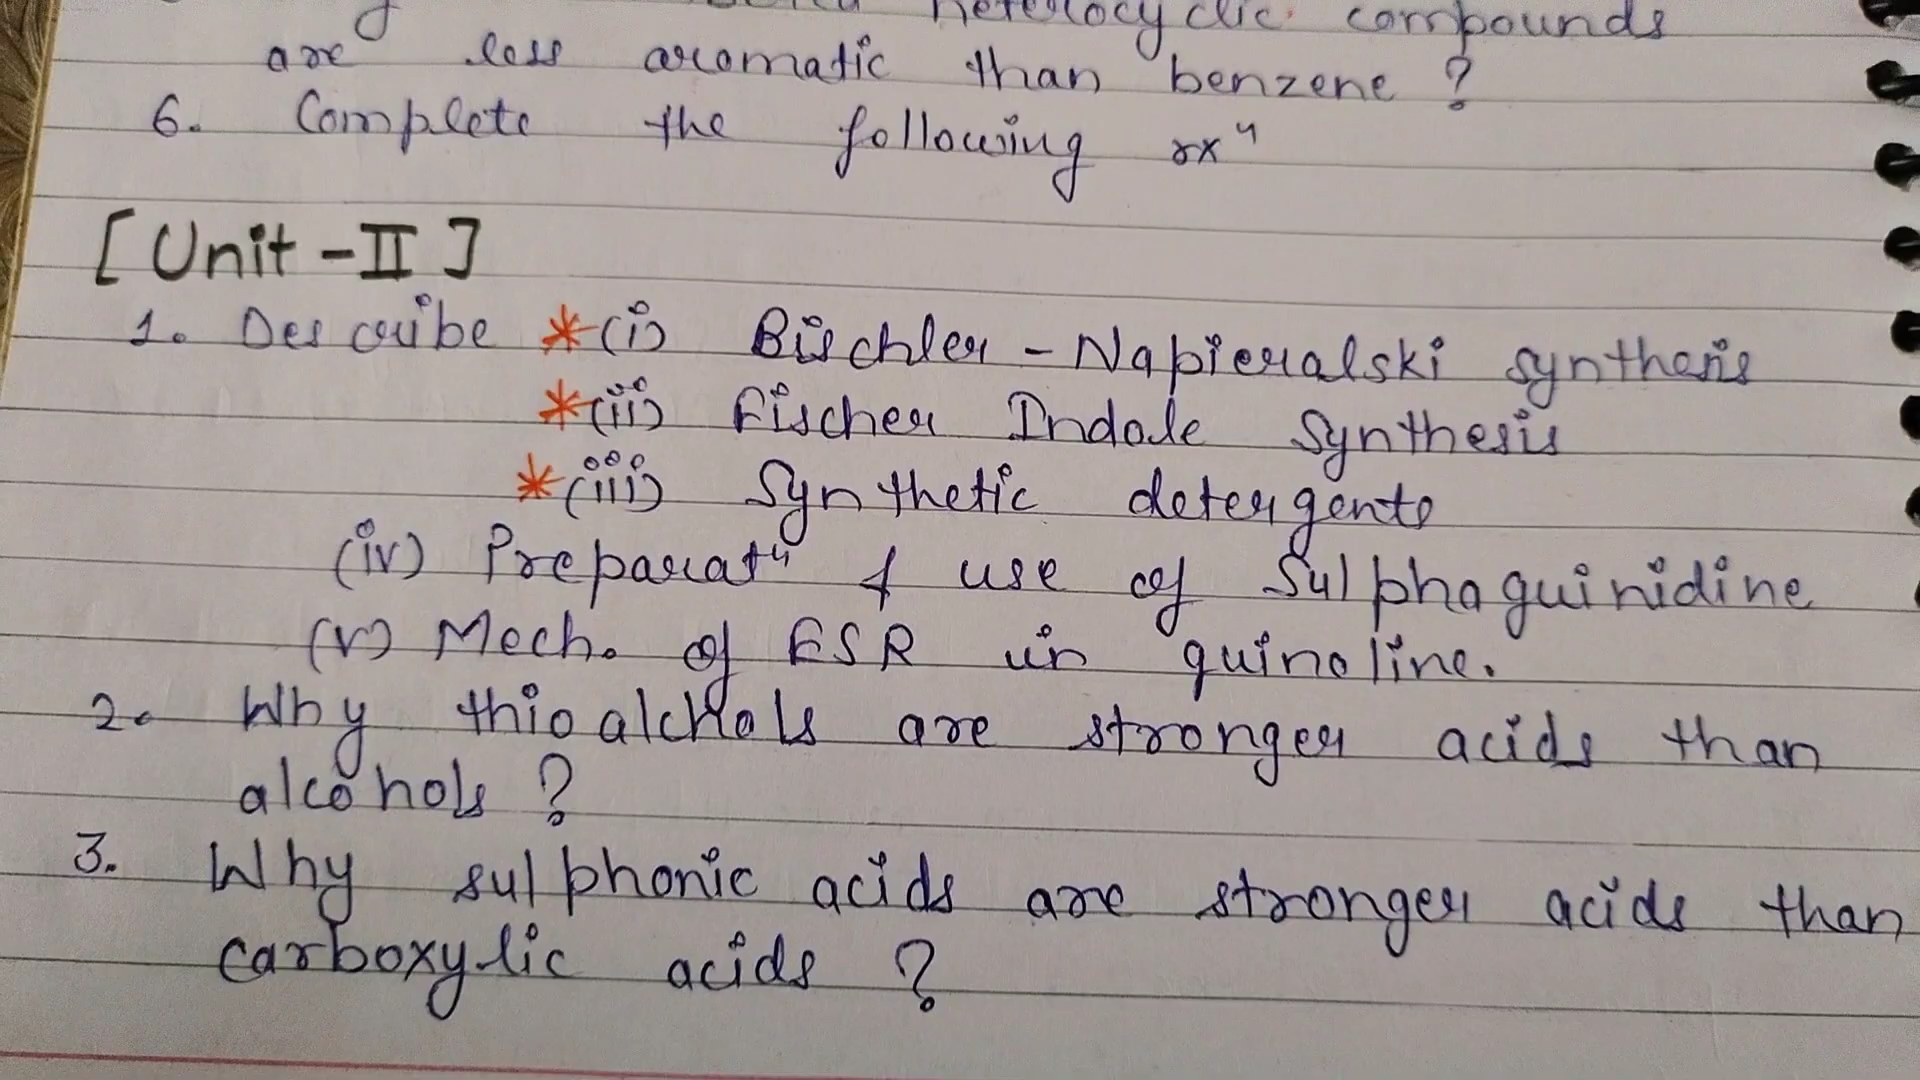 heterocyclic compounds
are less aromatic than benzene ?
6. Complete the following rxⁿ
[Unit - II]
1. Describe *(i) Bischler - Napieralski synthesis
*(ii) Fischer Indole Synthesis
*(iii) Synthetic detergents
(iv) Preparatⁿ & use of Sulphaguinidine
(v) Mech. of ESR in quinoline.
2. Why thioalchols are stronger acids than
alcohols ?
3. Why sulphonic acids are stronger acids than
carboxylic acids ?